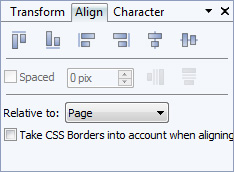 Transform Align Character
Spaced 0 pix
Relative to: Page
Take CSS Borders into account when aligning